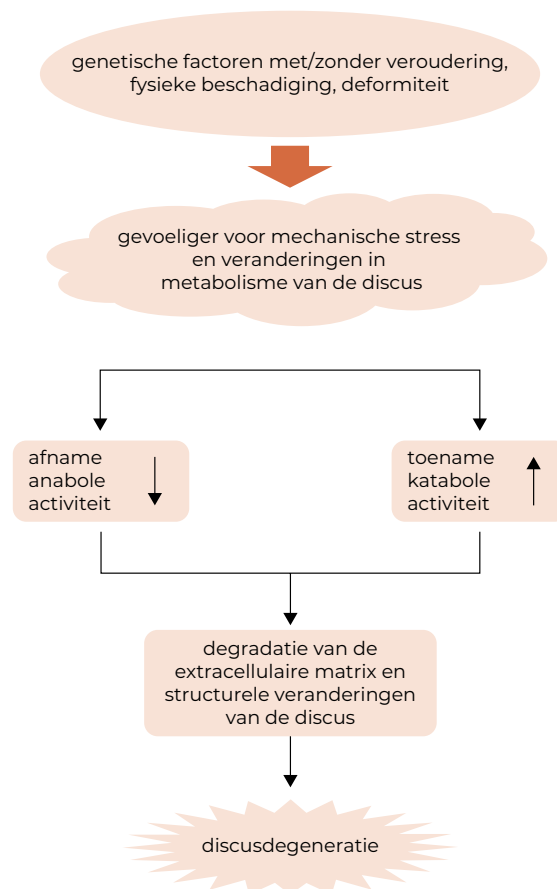 genetische factoren met/zonder veroudering,
fysieke beschadiging, deformiteit
gevoeliger voor mechanische stress
en veranderingen in
metabolisme van de discus
afname
anabole
activiteit
toename
katabole
activiteit
degradatie van de
extracellulaire matrix en
structurele veranderingen
van de discus
discusdegeneratie